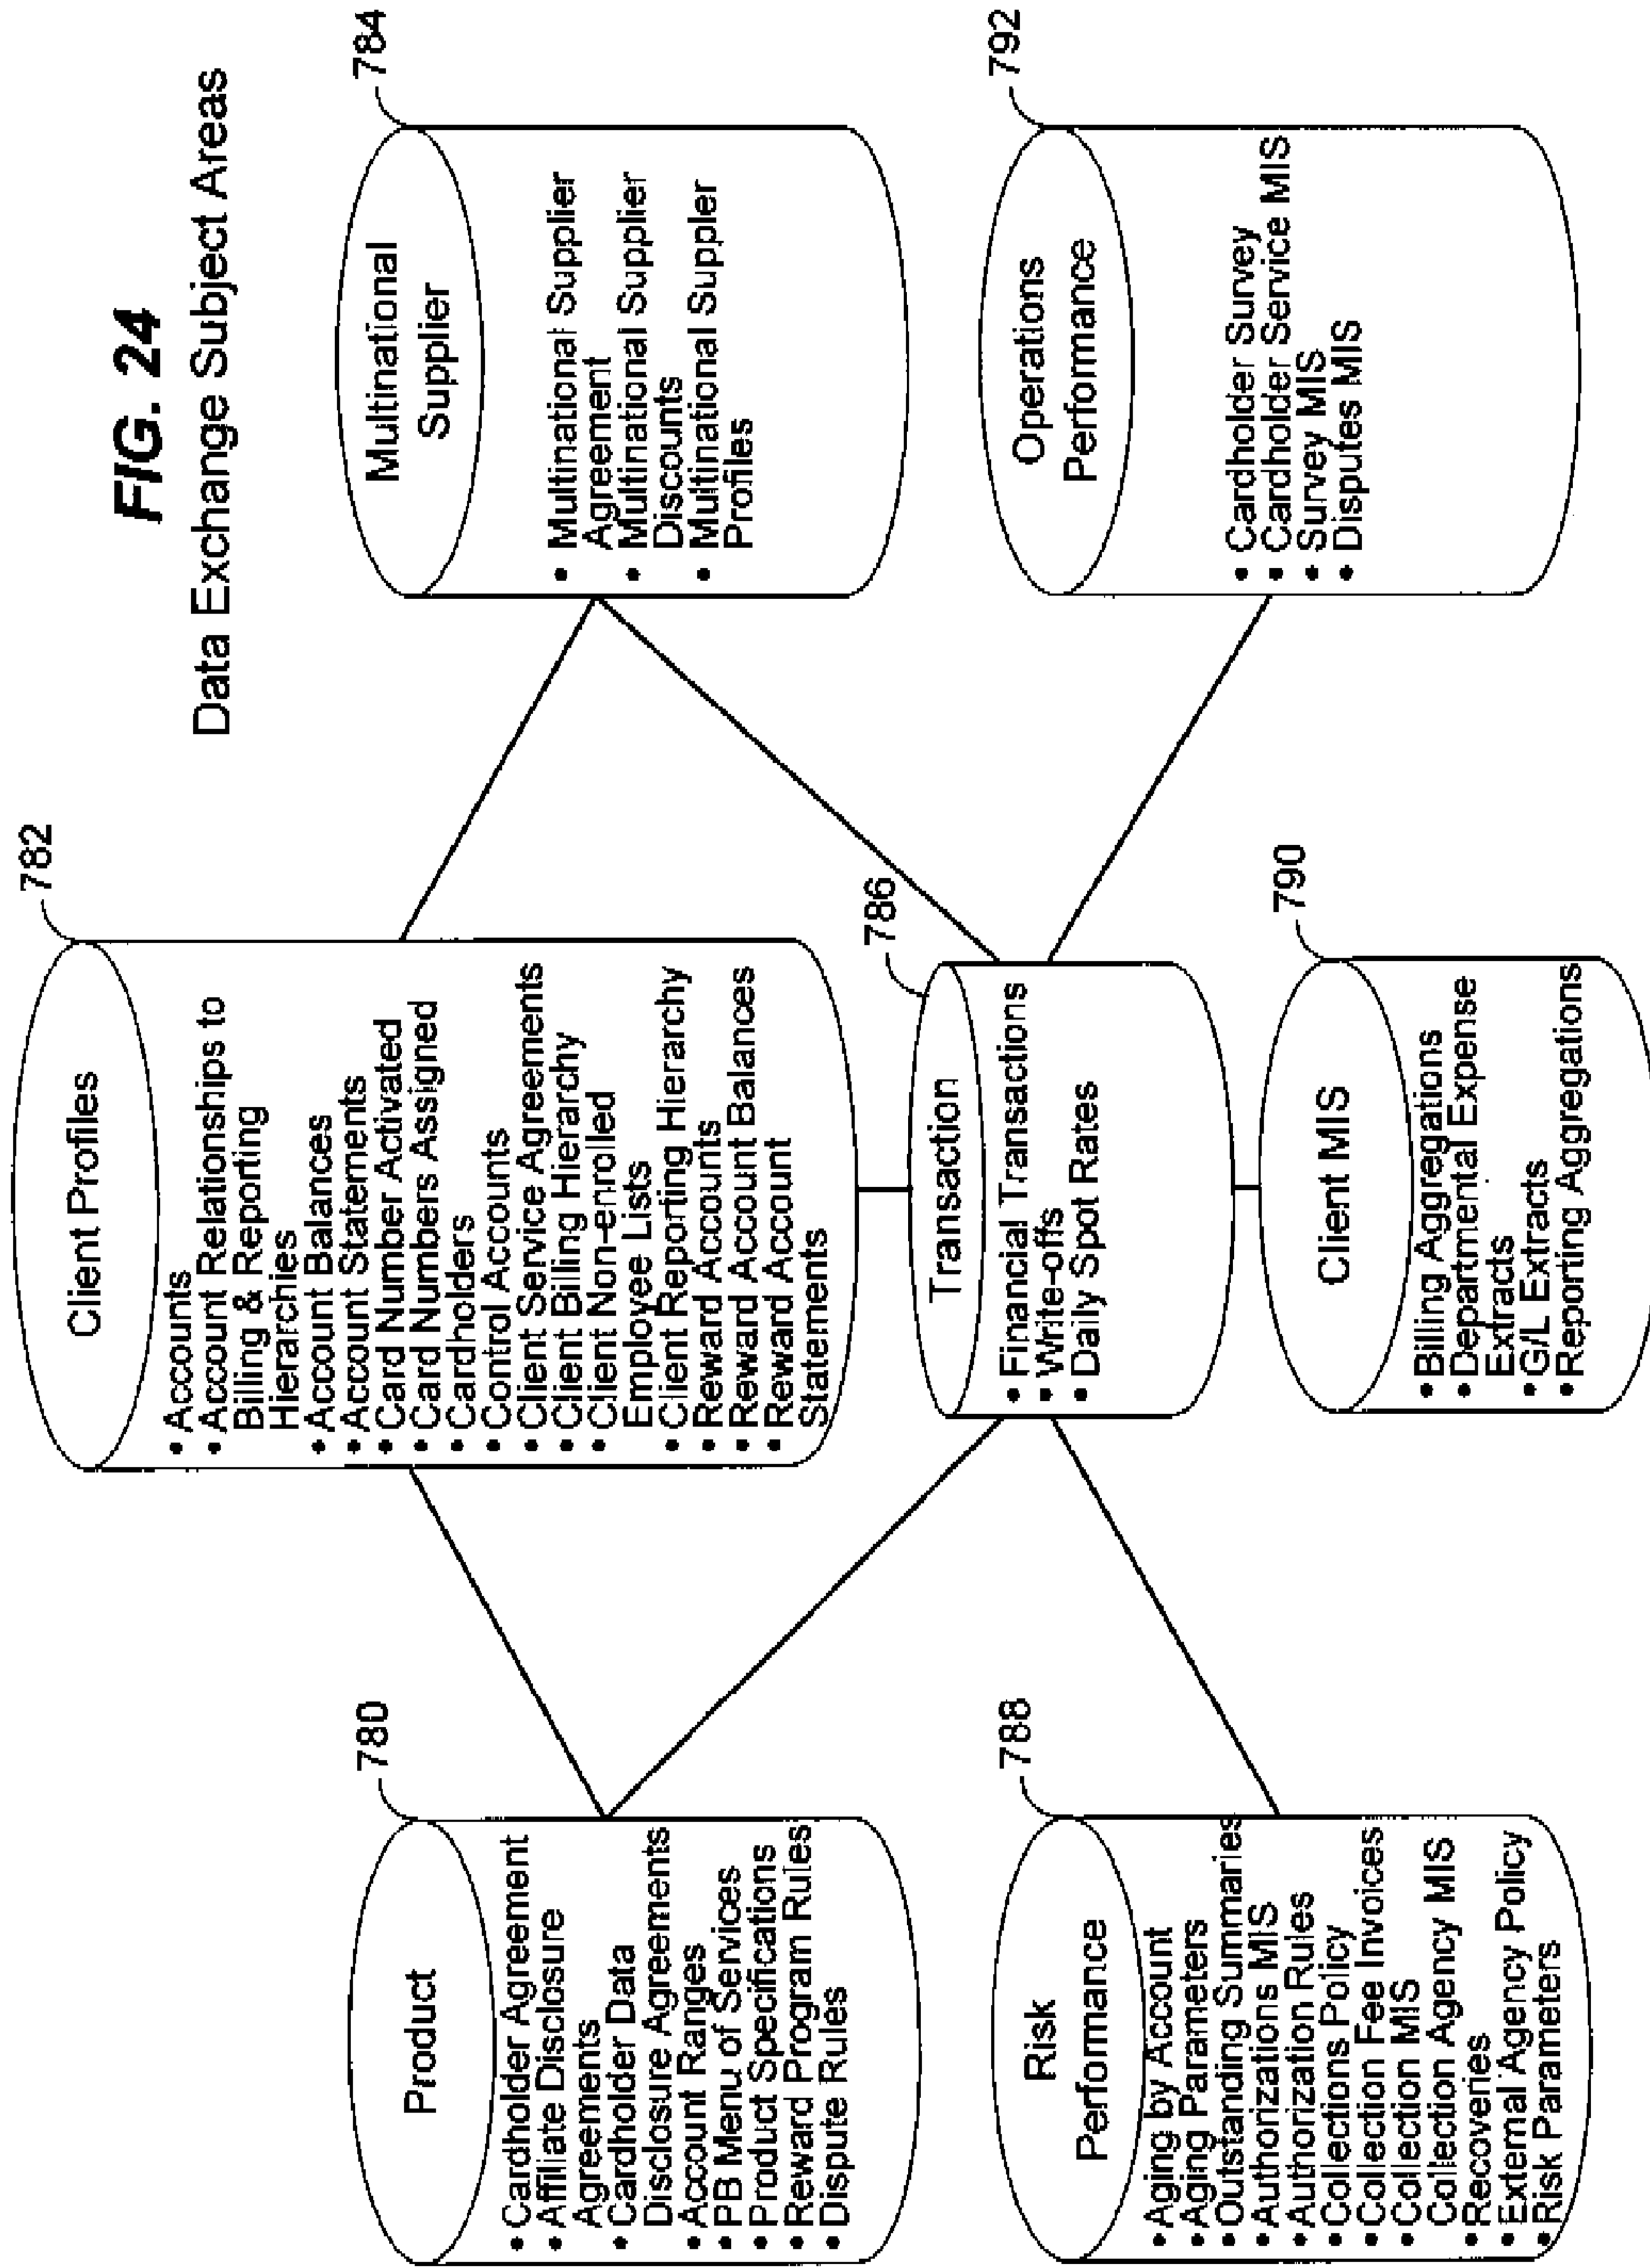 FIG. 24
Data Exchange Subject Areas
780
Product
• Cardholder Agreement
• Affiliate Disclosure
Agreements
• Cardholder Data
Disclosure Agreements
• Account Ranges
• PB Menu of Services
• Product Specifications
• Reward Program Rules
• Dispute Rules
782
Client Profiles
• Accounts
• Account Relationships to
Billing & Reporting
Hierarchies
• Account Balances
• Account Statements
• Card Number Activated
• Card Numbers Assigned
• Cardholders
• Control Accounts
• Client Service Agreements
• Client Billing Hierarchy
• Client Non-enrolled
Employee Lists
• Client Reporting Hierarchy
• Reward Accounts
• Reward Account Balances
• Reward Account
Statements
784
Multinational
Supplier
• Multinational Supplier
Agreement
• Multinational Supplier
Discounts
• Multinational Suppler
Profiles
786
Transaction
• Financial Transactions
• Write-offs
• Daily Spot Rates
788
Risk
Perfomance
• Aging by Account
• Aging Parameters
• Outstanding Summaries
• Authorizations MIS
• Authorization Rules
• Collections Policy
• Collection Fee Invoices
• Collection MIS
Collection Agency MIS
• Recoveries
• External Agency Policy
• Risk Parameters
790
Client MIS
• Billing Aggregations
• Departmental Expense
Extracts
• G/L Extracts
• Reporting Aggregations
792
Operations
Perfomance
• Cardholder Survey
• Cardholder Service MIS
• Survey MIS
• Disputes MIS